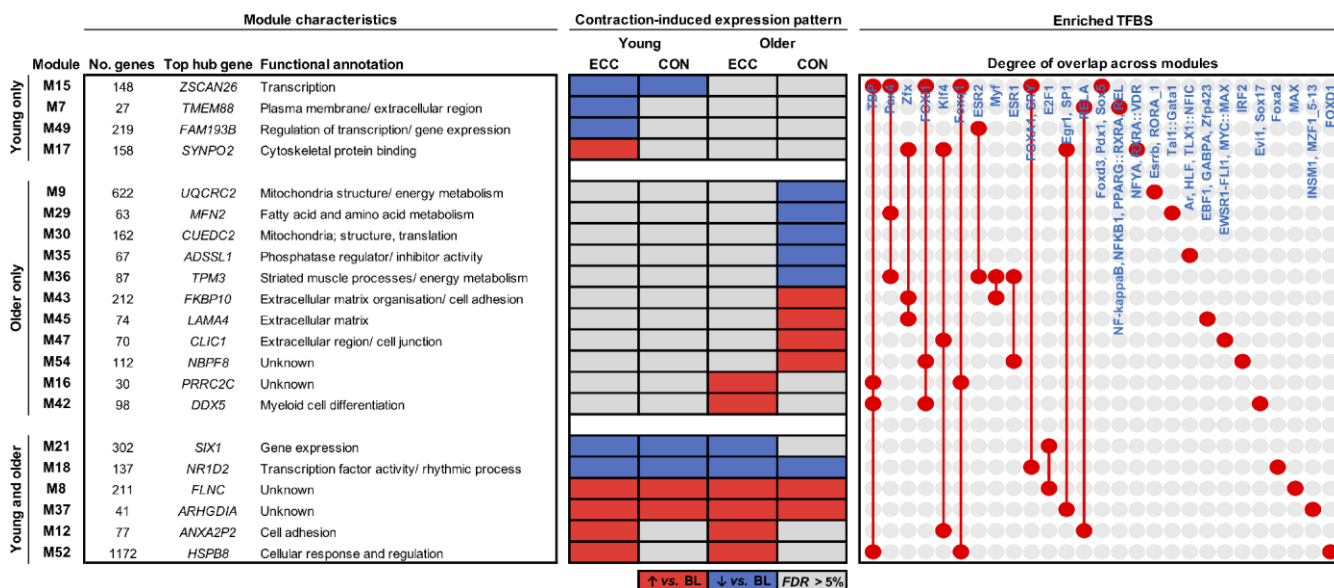 Module characteristics
Contraction-induced expression pattern
Enriched TFBS
Young Older
Module No. genes Top hub gene Functional annotation ECC CON ECC CON
Degree of overlap across modules
Young only
M15 148 ZSCAN26 Transcription
M7 27 TMEM88 Plasma membrane/ extracellular region
M49 219 FAM193B Regulation of transcription/ gene expression
M17 158 SYNPO2 Cytoskeletal protein binding
Older only
M9 622 UQCRC2 Mitochondria structure/ energy metabolism
M29 63 MFN2 Fatty acid and amino acid metabolism
M30 162 CUEDC2 Mitochondria; structure, translation
M35 67 ADSSL1 Phosphatase regulator/ inhibitor activity
M36 87 TPM3 Striated muscle processes/ energy metabolism
M43 212 FKBP10 Extracellular matrix organisation/ cell adhesion
M45 74 LAMA4 Extracellular matrix
M47 70 CLIC1 Extracellular region/ cell junction
M54 112 NBPF8 Unknown
M16 30 PRRC2C Unknown
M42 98 DDX5 Myeloid cell differentiation
Young and older
M21 302 SIX1 Gene expression
M18 137 NR1D2 Transcription factor activity/ rhythmic process
M8 211 FLNC Unknown
M37 41 ARHGDIA Unknown
M12 77 ANXA2P2 Cell adhesion
M52 1172 HSPB8 Cellular response and regulation
↑ vs. BL ↓ vs. BL FDR > 5%
TBP
Zfx
Klf4
ESR2
Myf
ESR1
FOXA1, SRY
E2F1
Egr1, SP1
RELA
Foxd3, Pdx1, Sox5
NF-kappaB, NFKB1, PPARG::RXRA, REL
NFYA, RXRA::VDR
Esrrb, RORA_1
Tal1::Gata1
Ar, HLF, TLX1::NFIC
EBF1, GABPA, Zfp423
EWSR1-FLI1, MYC::MAX
IRF2
Evi1, Sox17
Foxa2
MAX
INSM1, MZF1_5-13
FOXD1